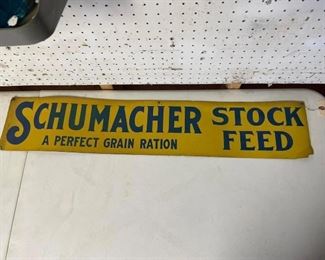 SCHUMACHER STOCK FEED
A PERFECT GRAIN RATION